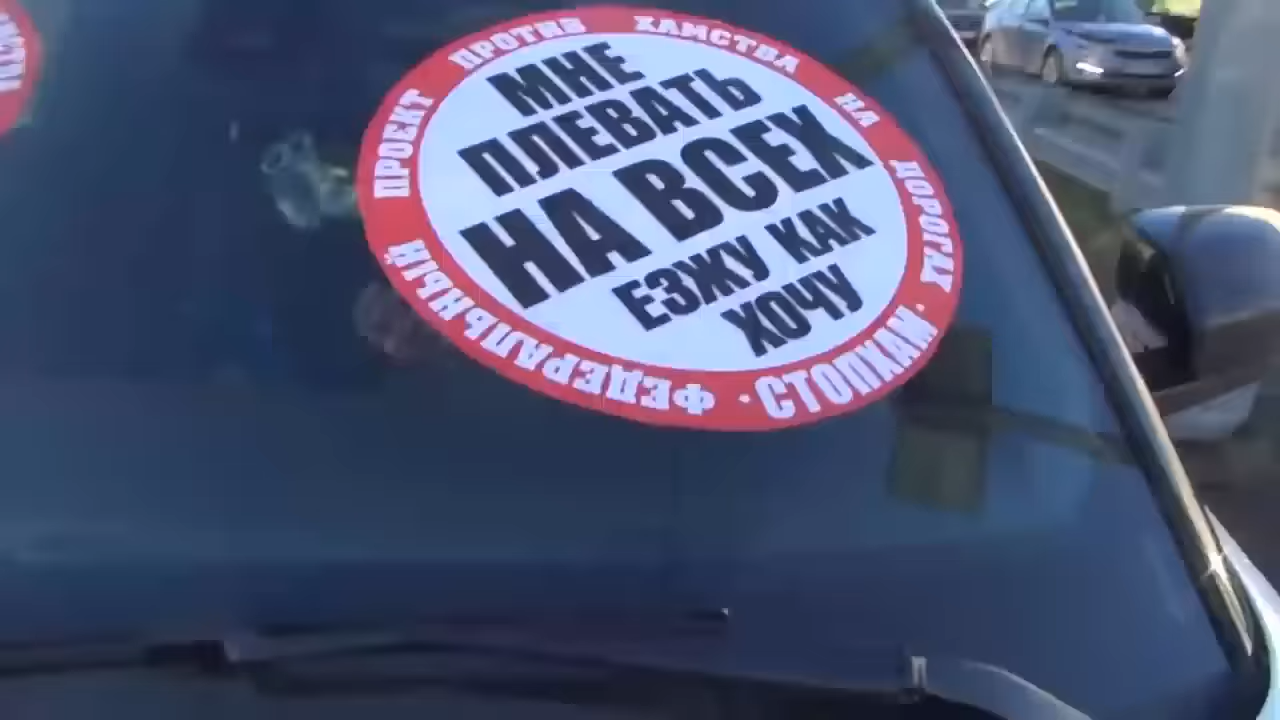 МНЕ
ПЛЕВАТЬ
НА ВСЕХ
ЕЗЖУ КАК
ХОЧУ
ФЕДЕРАЛЬНЫЙ ПРОЕКТ ПРОТИВ ХАМСТВА НА ДОРОГАХ · СТОПХАМ ·